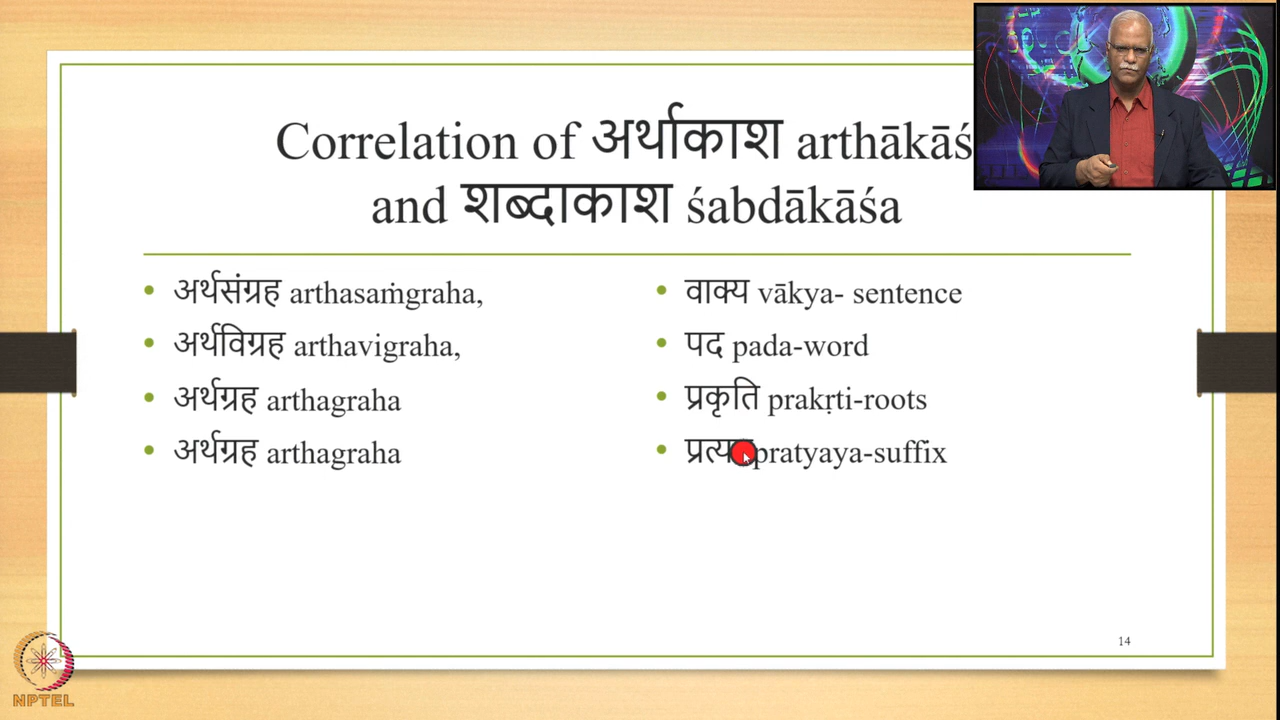 Correlation of अर्थाकाश arthākāś
and शब्दाकाश śabdākāśa
अर्थसंग्रह arthasaṁgraha,
अर्थविग्रह arthavigraha,
अर्थग्रह arthagraha
अर्थग्रह arthagraha
वाक्य vākya- sentence
पद pada-word
प्रकृति prakṛti-roots
pratyaya-suffix
14
NPTEL